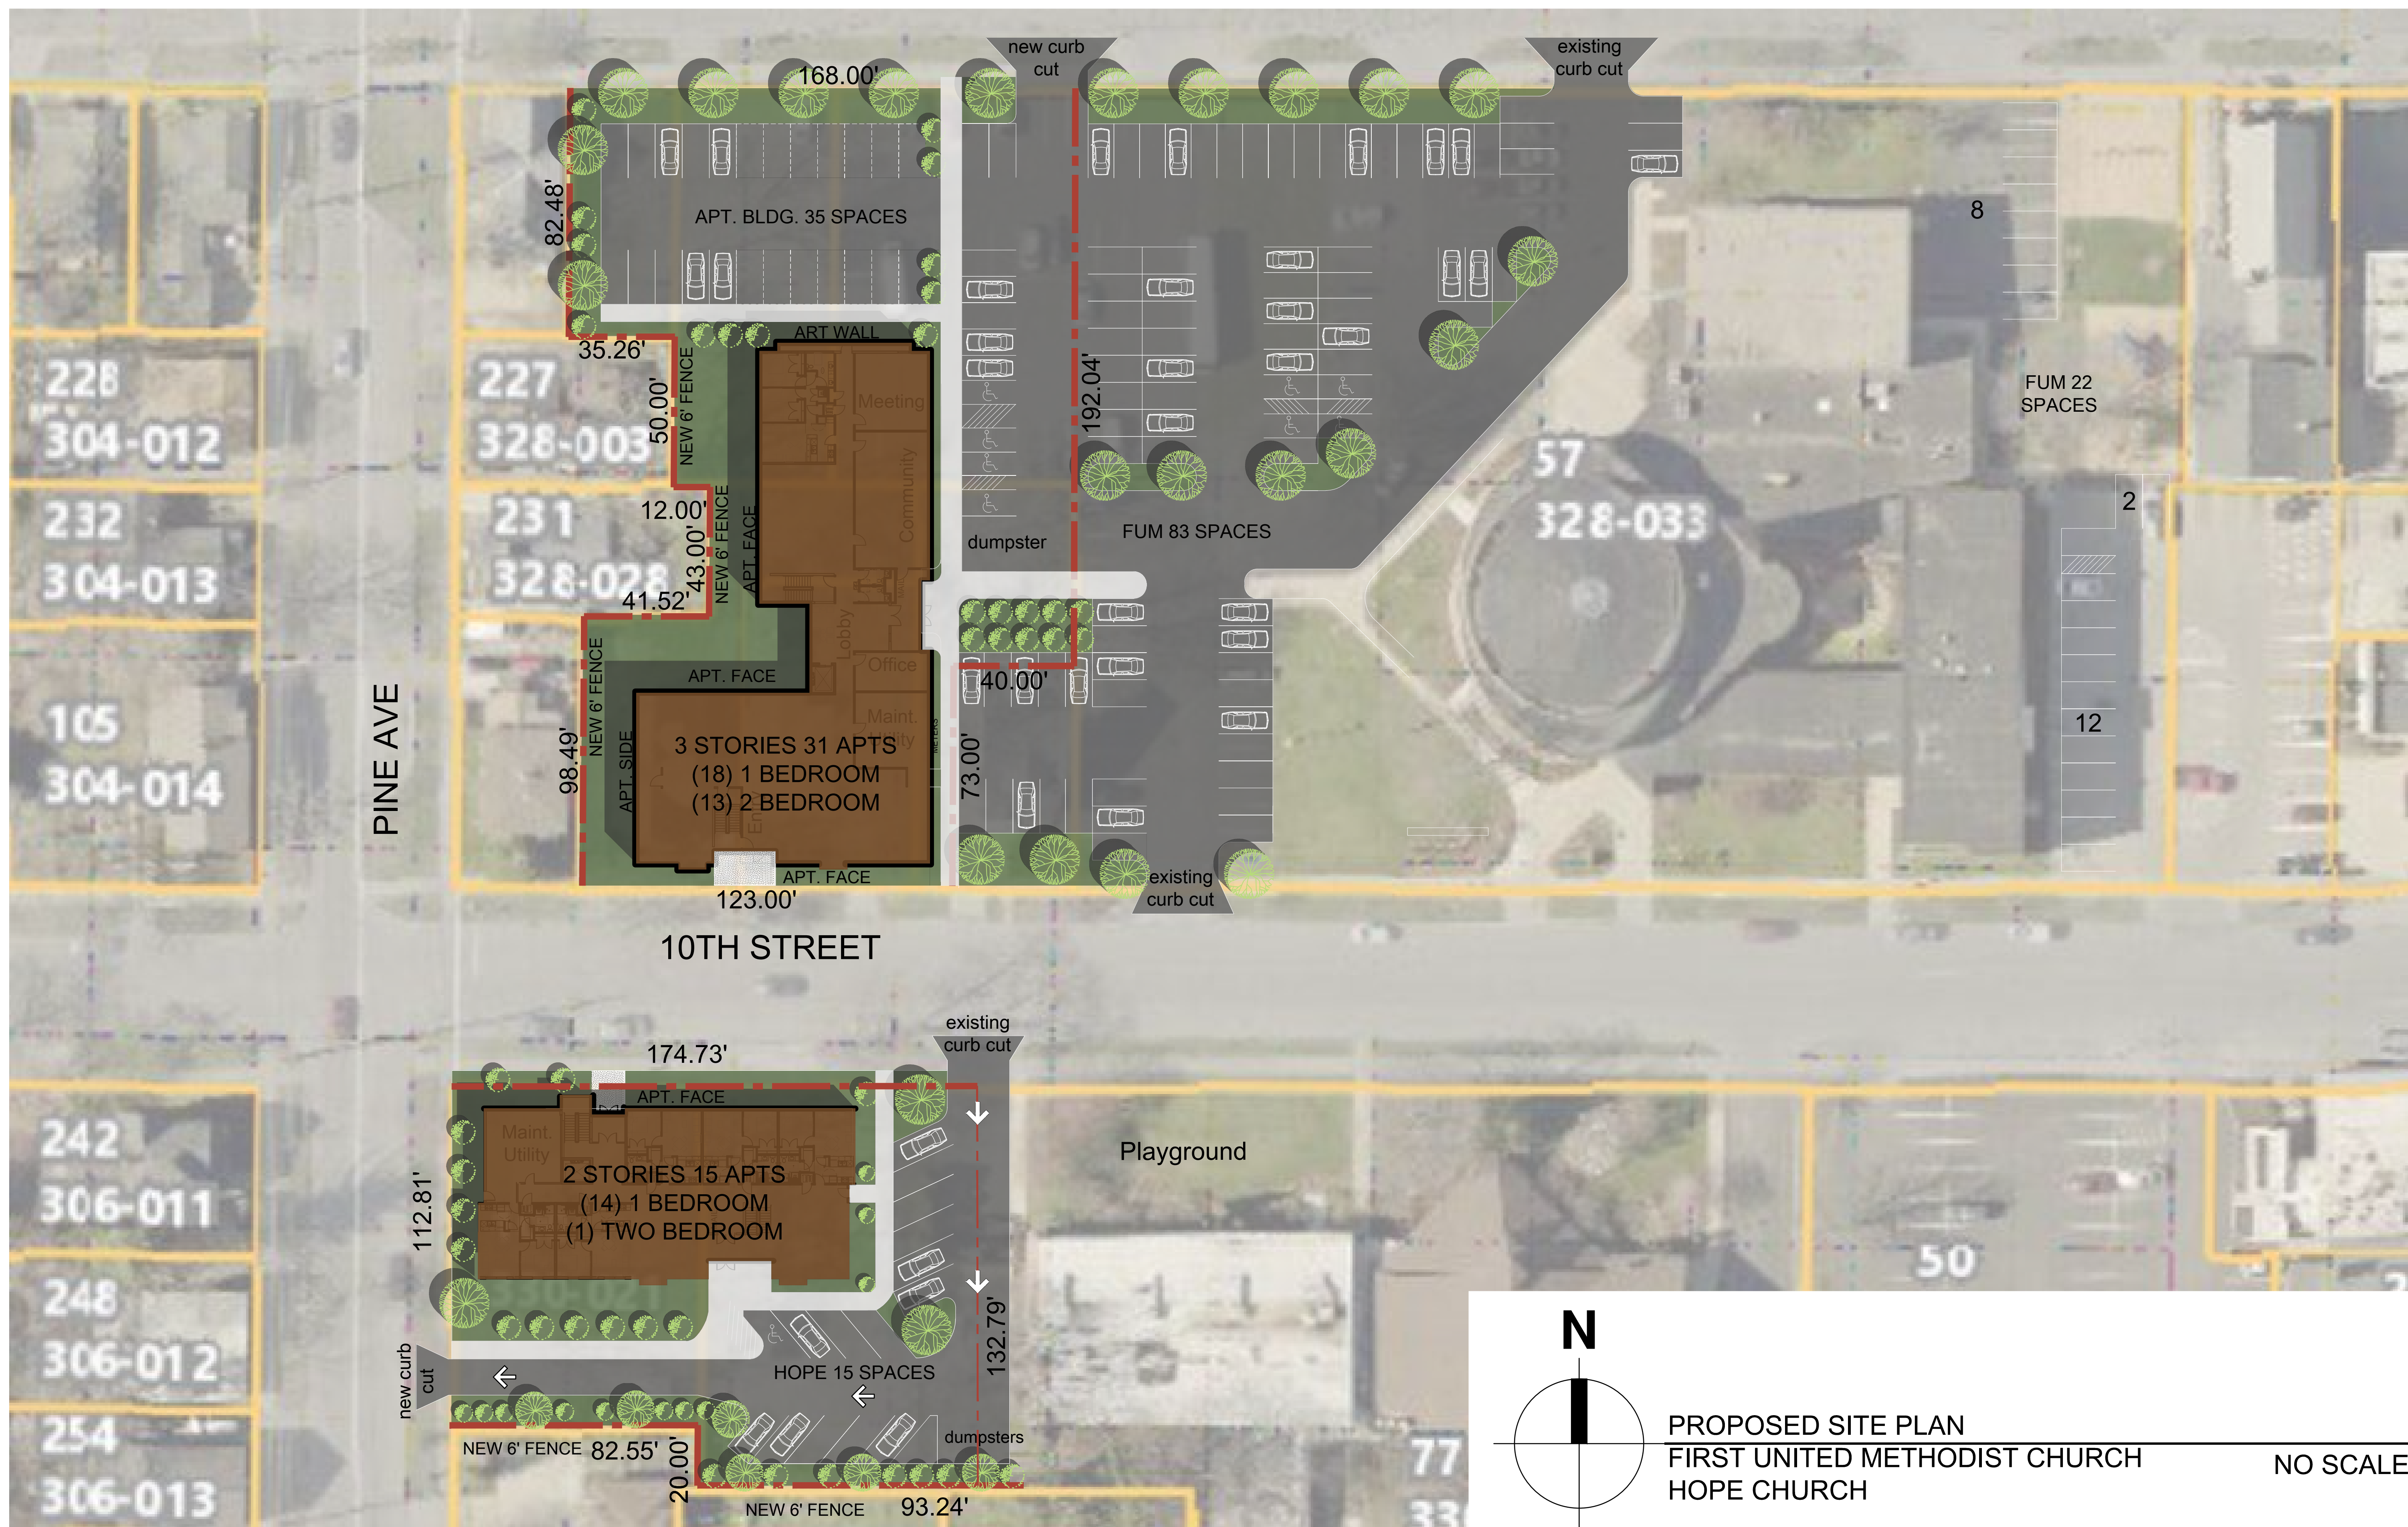 new curb
cut
existing
curb cut
168.00'
82.48'
APT. BLDG. 35 SPACES
8
ART WALL
35.26'
228
304-012
227
328-003
50.00'
NEW 6' FENCE
Meeting
Community
192.04'
FUM 22
SPACES
57
328-033
232
304-013
231
328-028
12.00'
43.00'
NEW 6' FENCE
APT. FACE
dumpster
FUM 83 SPACES
2
41.52'
Lobby
Office
40.00'
APT. FACE
NEW 6' FENCE
105
304-014
PINE AVE
98.49'
APT. SIDE
Maint.
Utility
METERS
3 STORIES 31 APTS
(18) 1 BEDROOM
(13) 2 BEDROOM
Entry
73.00'
12
APT. FACE
123.00'
existing
curb cut
10TH STREET
existing
curb cut
174.73'
APT. FACE
242
306-011
112.81'
Maint.
Utility
2 STORIES 15 APTS
(14) 1 BEDROOM
(1) TWO BEDROOM
Playground
50
248
306-012
new curb
cut
HOPE 15 SPACES
132.79'
254
306-013
NEW 6' FENCE
82.55'
20.00'
dumpsters
NEW 6' FENCE
93.24'
77
N
PROPOSED SITE PLAN
FIRST UNITED METHODIST CHURCH
HOPE CHURCH
NO SCALE